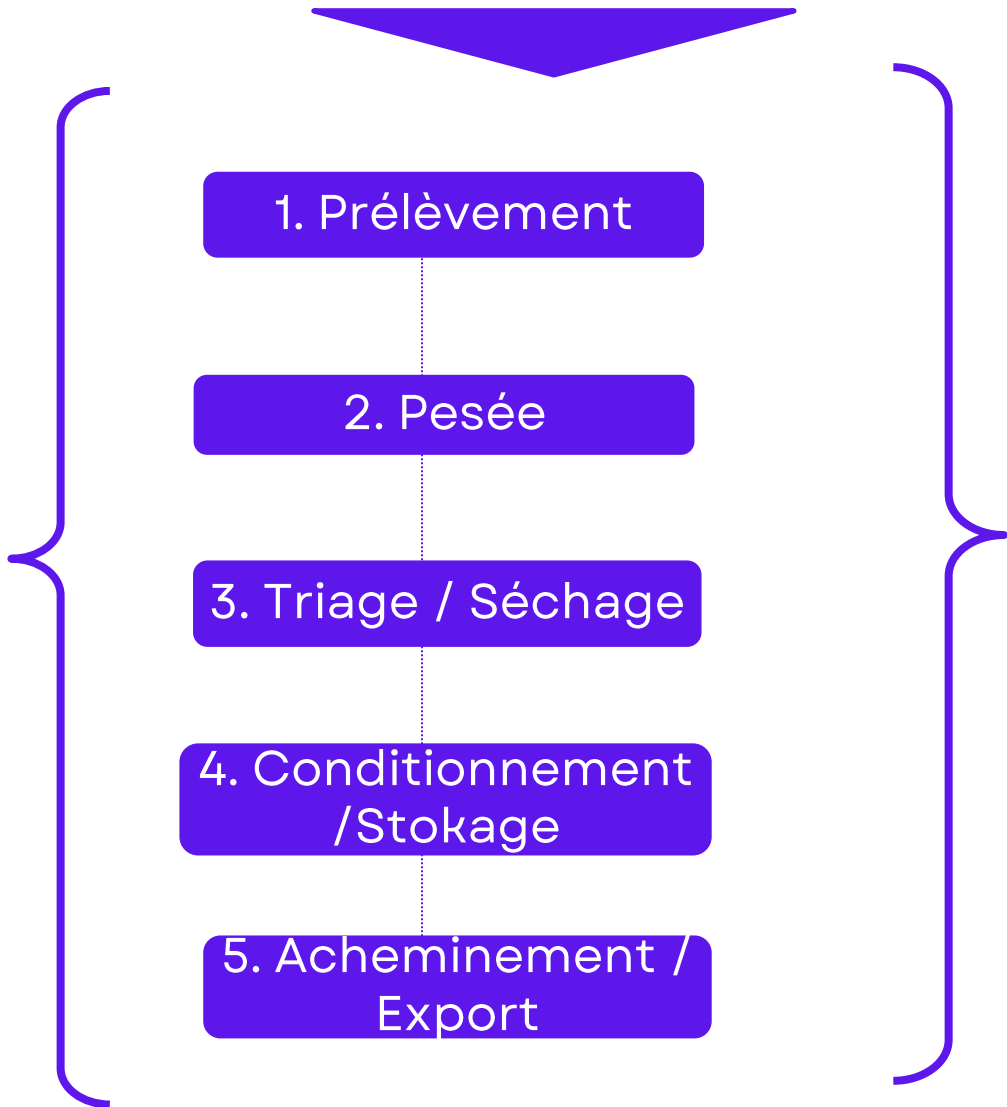 1. Prélèvement
2. Pesée
3. Triage / Séchage
4. Conditionnement
/Stokage
5. Acheminement /
Export